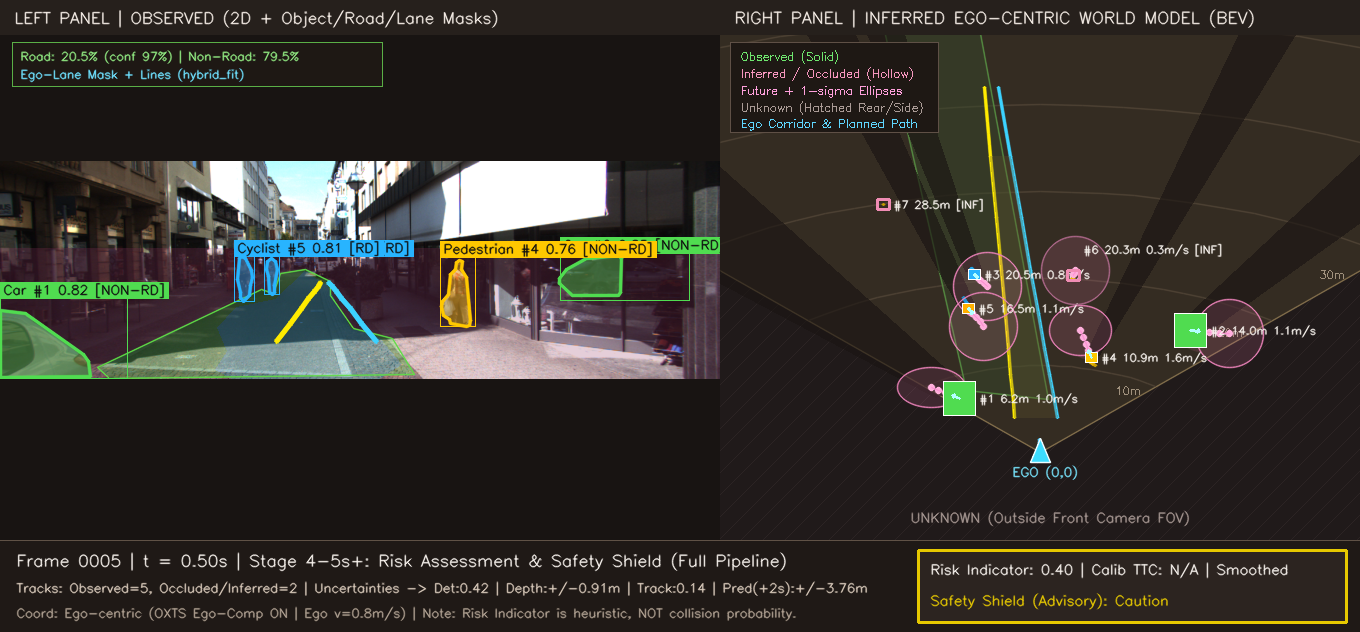 LEFT PANEL | OBSERVED (2D + Object/Road/Lane Masks)
Road: 20.5% (conf 97%) | Non-Road: 79.5%
Ego-Lane Mask + Lines (hybrid_fit)
Cyclist #5 0.81 [RD] RD]
Pedestrian #4 0.76 [NON-RD]
[NON-RD
Car #1 0.82 [NON-RD]
RIGHT PANEL | INFERRED EGO-CENTRIC WORLD MODEL (BEV)
Observed (Solid)
Inferred / Occluded (Hollow)
Future + 1-sigma Ellipses
Unknown (Hatched Rear/Side)
Ego Corridor & Planned Path
#7 28.5m [INF]
#6 20.3m 0.3m/s [INF]
#3 20.5m 0.8m/s
30m
#5 16.5m 1.1m/s
#2 14.0m 1.1m/s
#4 10.9m 1.6m/s
10m
#1 6.2m 1.0m/s
EGO (0,0)
UNKNOWN (Outside Front Camera FOV)
Frame 0005 | t = 0.50s | Stage 4-5s+: Risk Assessment & Safety Shield (Full Pipeline)
Tracks: Observed=5, Occluded/Inferred=2 | Uncertainties -> Det:0.42 | Depth:+/-0.91m | Track:0.14 | Pred(+2s):+/-3.76m
Coord: Ego-centric (OXTS Ego-Comp ON | Ego v=0.8m/s) | Note: Risk Indicator is heuristic, NOT collision probability.
Risk Indicator: 0.40 | Calib TTC: N/A | Smoothed
Safety Shield (Advisory): Caution